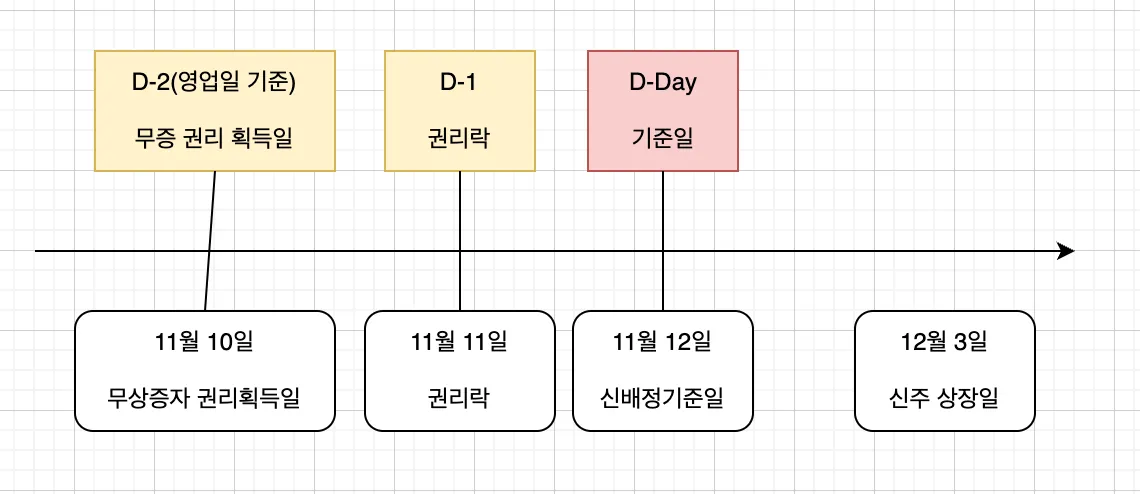 D-2(영업일 기준)
무증 권리 획득일
D-1
권리락
D-Day
기준일
11월 10일
무상증자 권리획득일
11월 11일
권리락
11월 12일
신배정기준일
12월 3일
신주 상장일